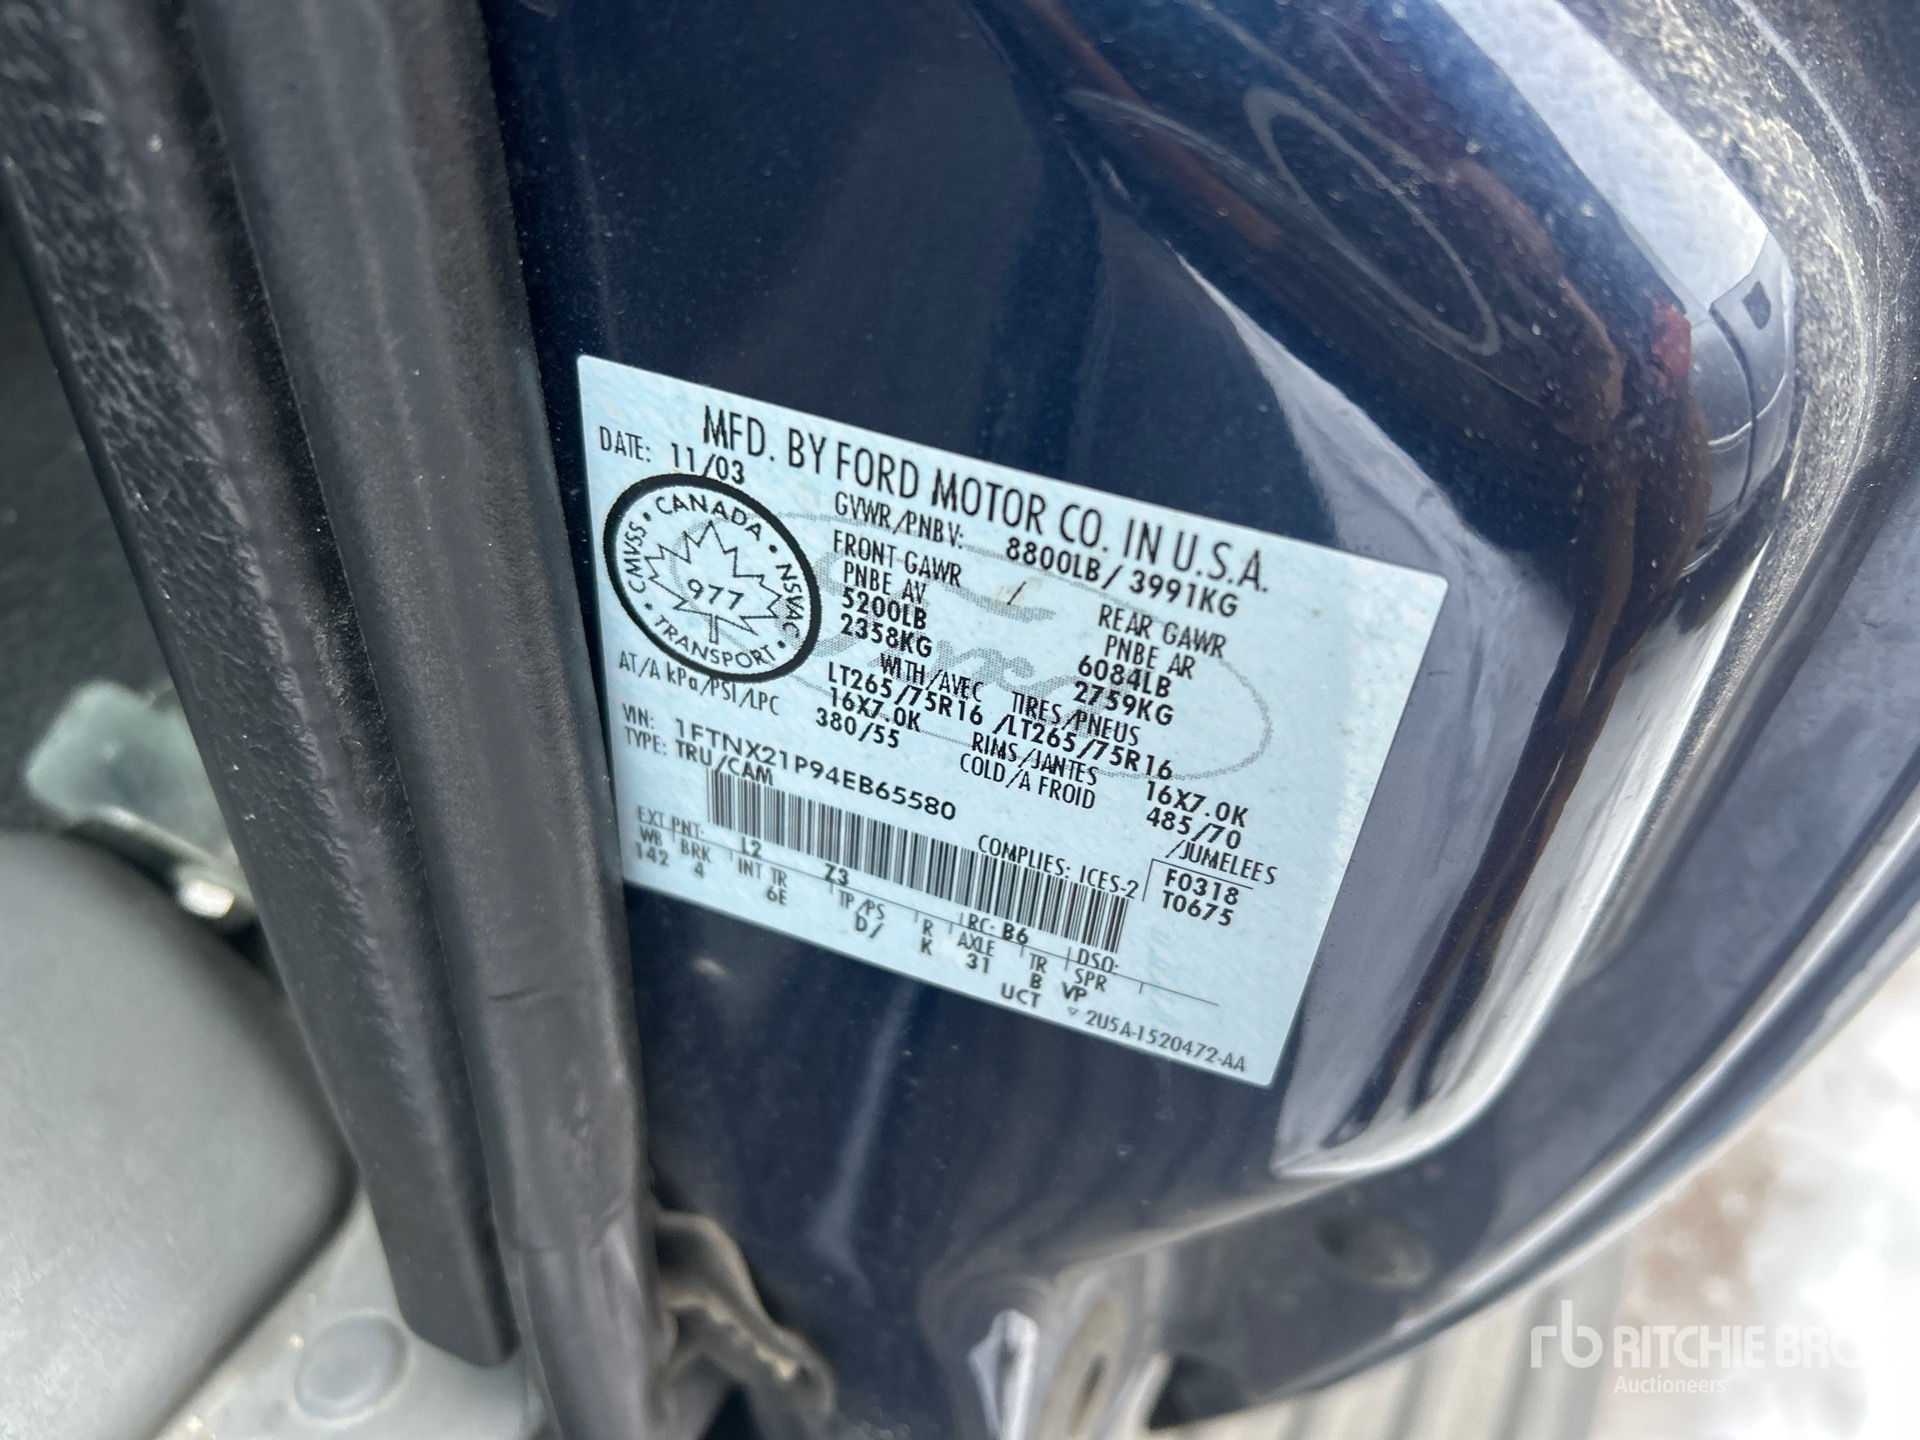 MFD. BY FORD MOTOR CO. IN U.S.A.
DATE: 11/03
GVWR/PNBV: 8800LB/3991KG
FRONT GAWR
PNBE AV
5200LB
2358KG
REAR GAWR
PNBE AR
6084LB
2759KG
CANADA • NSVAC • TRANSPORT • CMVSS •
977
WITH/AVEC
TIRES/PNEUS
LT265/75R16 /LT265/75R16
16X7.0K
RIMS/JANTES
16X7.0K
AT/A kPa/PSI/LPC
380/55
COLD/A FROID
485/70
/JUMELEES
VIN: 1FTNX21P94EB65580
TYPE: TRU/CAM
COMPLIES: ICES-2
F0318
T0675
EXT PNT: L2 Z3 RC: B6 DSO:
WB BRK INT TR TP/PS R AXLE TR SPR
142 4 6E D/ K 31 B VP
UCT ▽ 2U5A-1520472-AA
rb RITCHIE BRO
Auctioneers